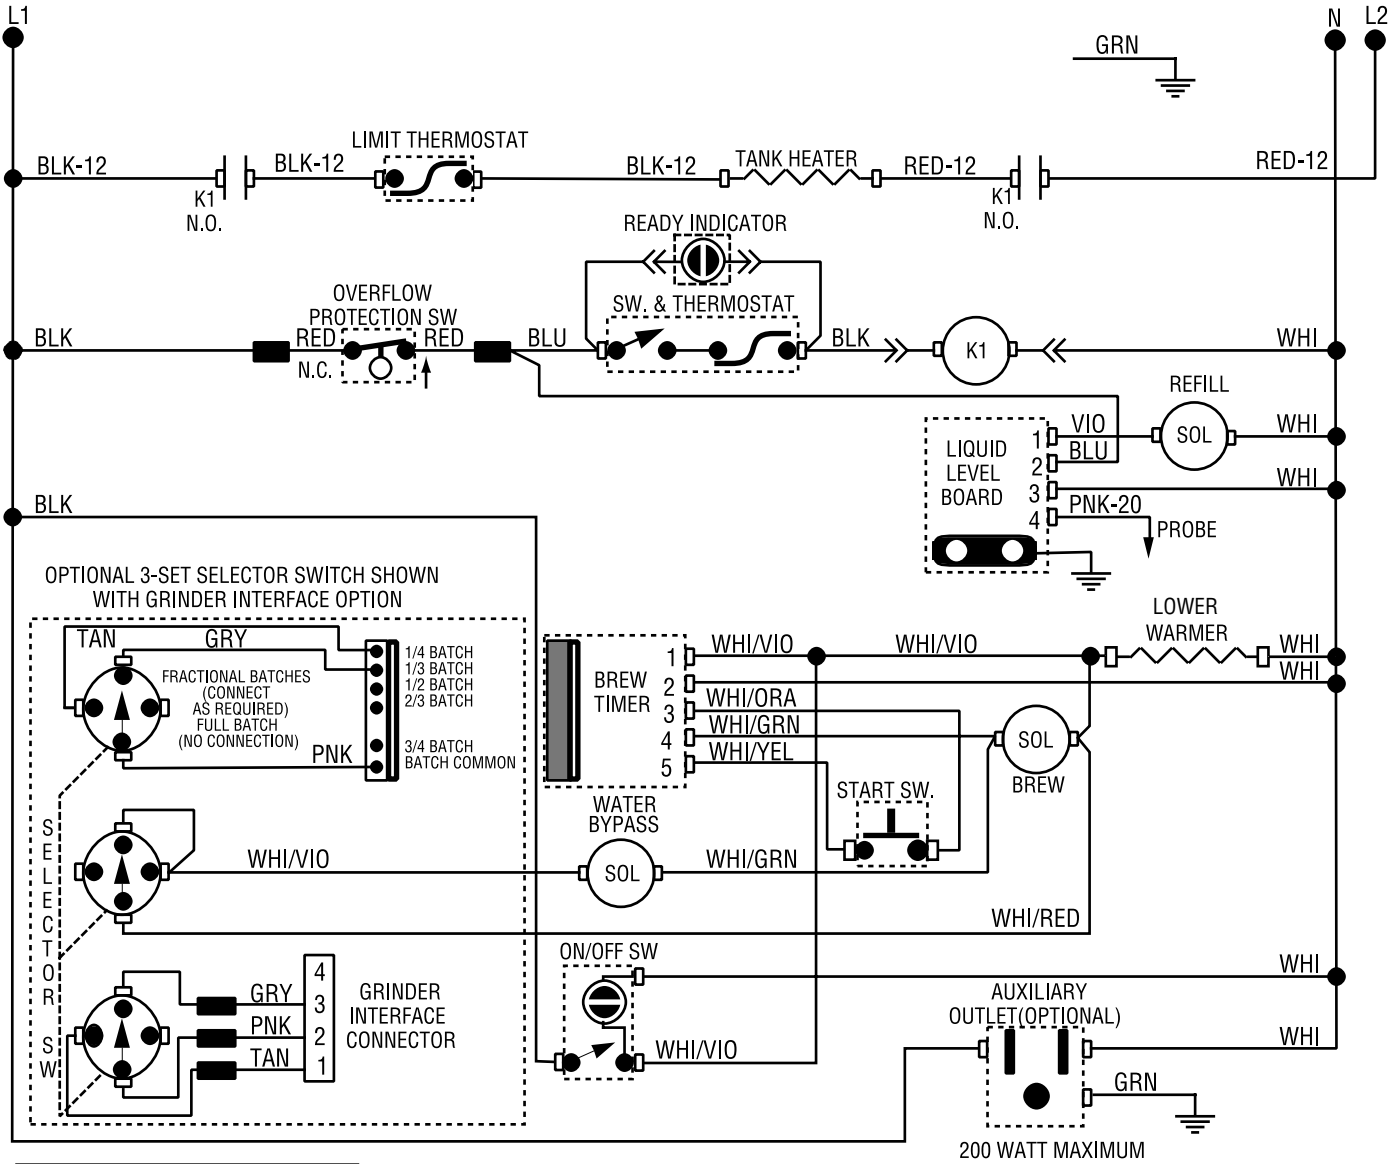 L1
N
L2
GRN
LIMIT THERMOSTAT
BLK-12
BLK-12
BLK-12
TANK HEATER
RED-12
RED-12
K1
N.O.
K1
N.O.
READY INDICATOR
OVERFLOW
PROTECTION SW
SW. & THERMOSTAT
BLK
RED
RED
BLU
BLK
K1
WHI
N.C.
REFILL
LIQUID
LEVEL
BOARD
1
2
3
4
VIO
BLU
SOL
WHI
WHI
PNK-20
PROBE
BLK
OPTIONAL 3-SET SELECTOR SWITCH SHOWN
WITH GRINDER INTERFACE OPTION
TAN
GRY
1/4 BATCH
1/3 BATCH
1/2 BATCH
2/3 BATCH
3/4 BATCH
BATCH COMMON
FRACTIONAL BATCHES
(CONNECT
AS REQUIRED)
FULL BATCH
(NO CONNECTION)
PNK
BREW
TIMER
1
2
3
4
5
WHI/VIO
WHI/VIO
WHI/ORA
WHI/GRN
WHI/YEL
LOWER
WARMER
WHI
WHI
SOL
BREW
START SW.
WATER
BYPASS
SOL
WHI/VIO
WHI/GRN
WHI/RED
SELECTOR SW
GRY
PNK
TAN
4
3
2
1
GRINDER
INTERFACE
CONNECTOR
ON/OFF SW
WHI/VIO
WHI
AUXILIARY
OUTLET(OPTIONAL)
WHI
GRN
200 WATT MAXIMUM